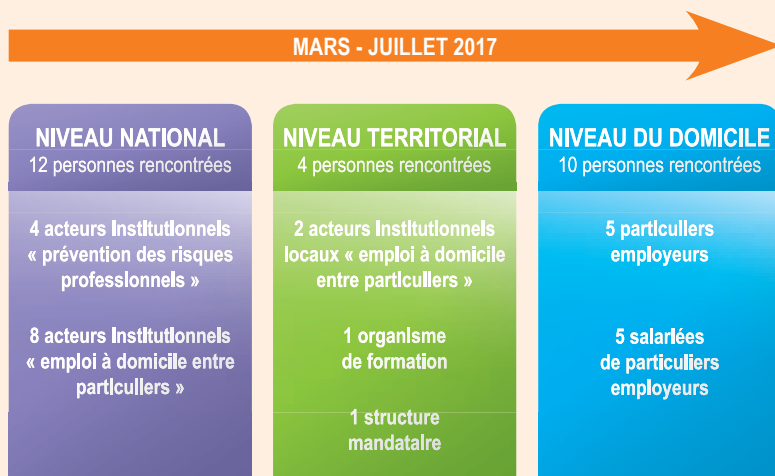 MARS - JUILLET 2017
NIVEAU NATIONAL
12 personnes rencontrées
4 acteurs institutionnels
« prévention des risques
professionnels »
8 acteurs institutionnels
« emploi à domicile entre
particuliers »
NIVEAU TERRITORIAL
4 personnes rencontrées
2 acteurs institutionnels
locaux « emploi à domicile
entre particuliers »
1 organisme
de formation
1 structure
mandataire
NIVEAU DU DOMICILE
10 personnes rencontrées
5 particuliers
employeurs
5 salariées
de particuliers
employeurs